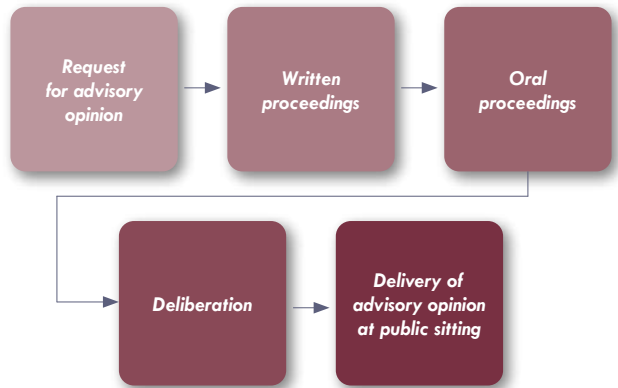 Request
for advisory
opinion
Written
proceedings
Oral
proceedings
Deliberation
Delivery of
advisory opinion
at public sitting